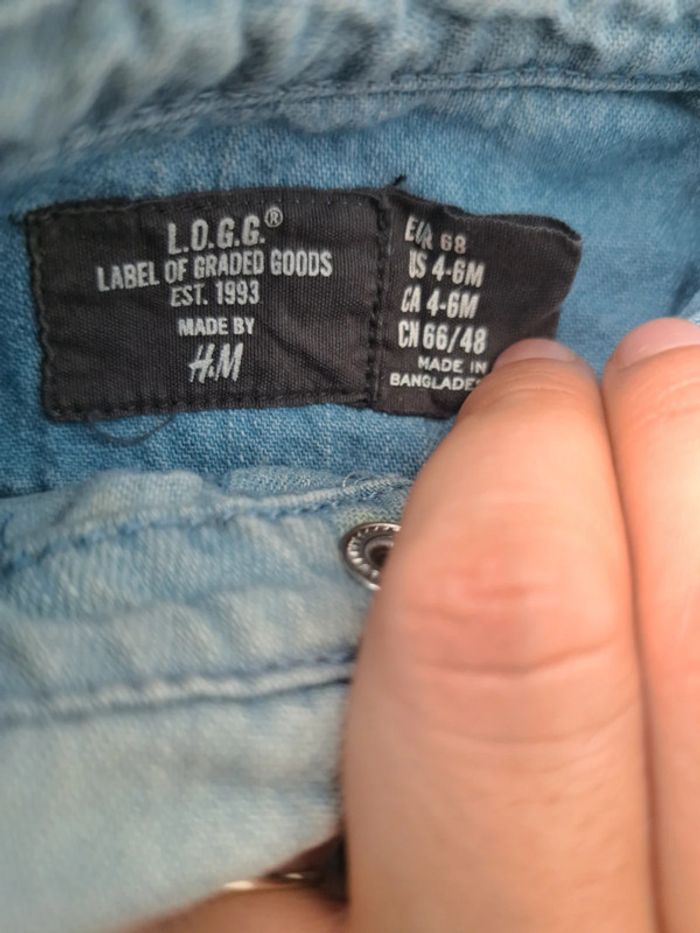 L.O.G.G.®
LABEL OF GRADED GOODS
EST. 1993
MADE BY
H&M
EUR 68
US 4-6M
CA 4-6M
CN 66/48
MADE IN